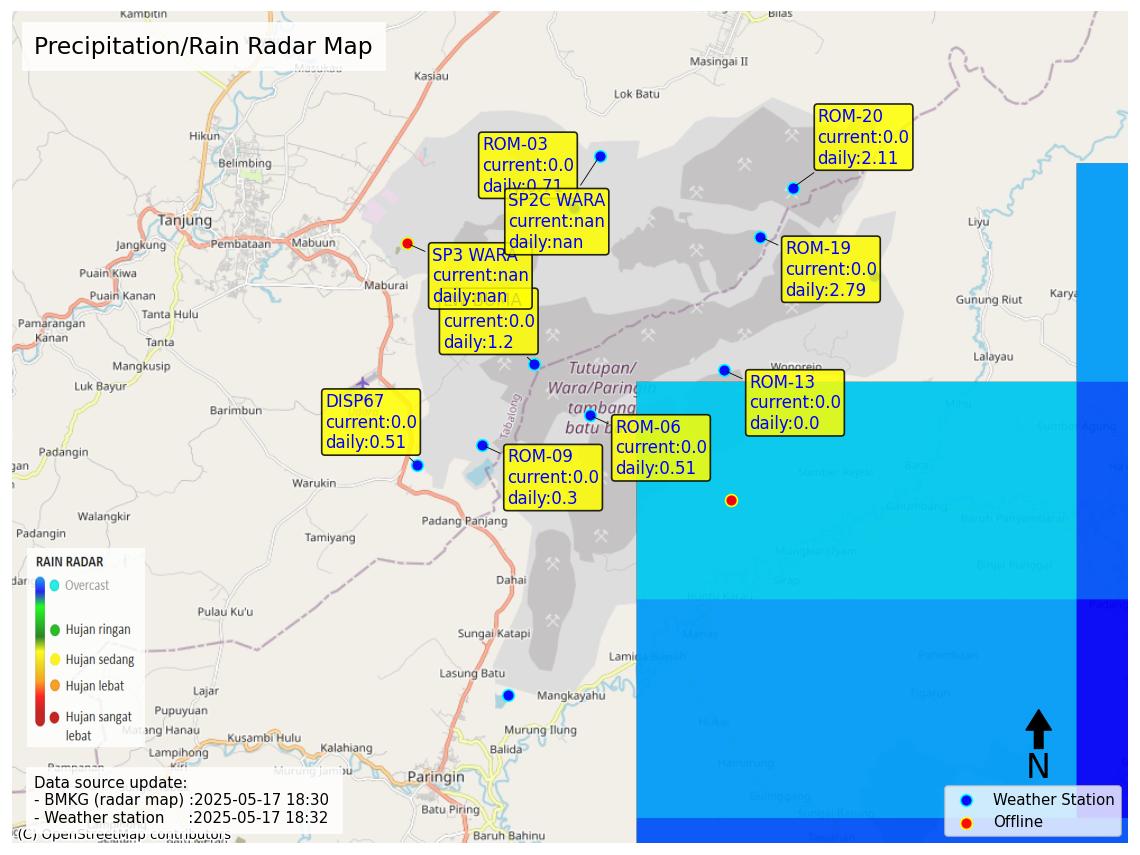 Precipitation/Rain Radar Map
Kambitin
Bilas
Masingai II
Masukau
Kasiau
Lok Batu
Hikun
Belimbing
ROM-20
current:0.0
daily:2.11
ROM-03
current:0.0
daily:0.71
SP2C WARA
current:nan
daily:nan
Tanjung
Jangkung
Pembataan
Mabuun
Liyu
SP3 WARA
current:nan
daily:nan
ROM-19
current:0.0
daily:2.79
Puain Kiwa
Puain Kanan
Maburai
Gunung Riut
Karya
current:0.0
daily:1.2
Tanta Hulu
Pamarangan
Kanan
Tanta
Mangkusip
Lalayau
Luk Bayur
Tutupan/
Wara/Paringin
tambang
batu b
Wonorejo
ROM-13
current:0.0
daily:0.0
DISP67
current:0.0
daily:0.51
Barimbun
Tabalong
ROM-06
current:0.0
daily:0.51
Padangin
ROM-09
current:0.0
daily:0.3
Warukin
Walangkir
Padangin
Tamiyang
Padang Panjang
Dahai
Pulau Ku'u
Sungai Katapi
Lamida Bawah
Lasung Batu
Mangkayahu
Lajar
Pupuyuan
Matang Hanau
Kusambi Hulu
Lampihong
Kiri
Kalahiang
Murung Jambu
Murung Ilung
Balida
Paringin
Batu Piring
Baruh Bahinu
RAIN RADAR
Overcast
Hujan ringan
Hujan sedang
Hujan lebat
Hujan sangat
lebat
Data source update:
- BMKG (radar map) :2025-05-17 18:30
- Weather station :2025-05-17 18:32
(C) OpenStreetMap contributors
N
Weather Station
Offline